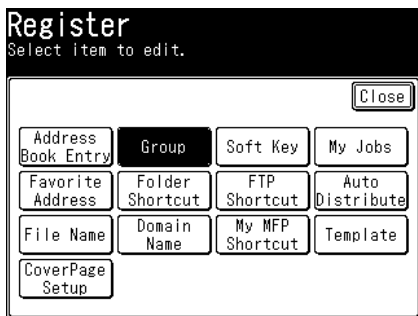 Register
Select item to edit.
Close
Address
Book Entry
Group
Soft Key
My Jobs
Favorite
Address
Folder
Shortcut
FTP
Shortcut
Auto
Distribute
File Name
Domain
Name
My MFP
Shortcut
Template
CoverPage
Setup